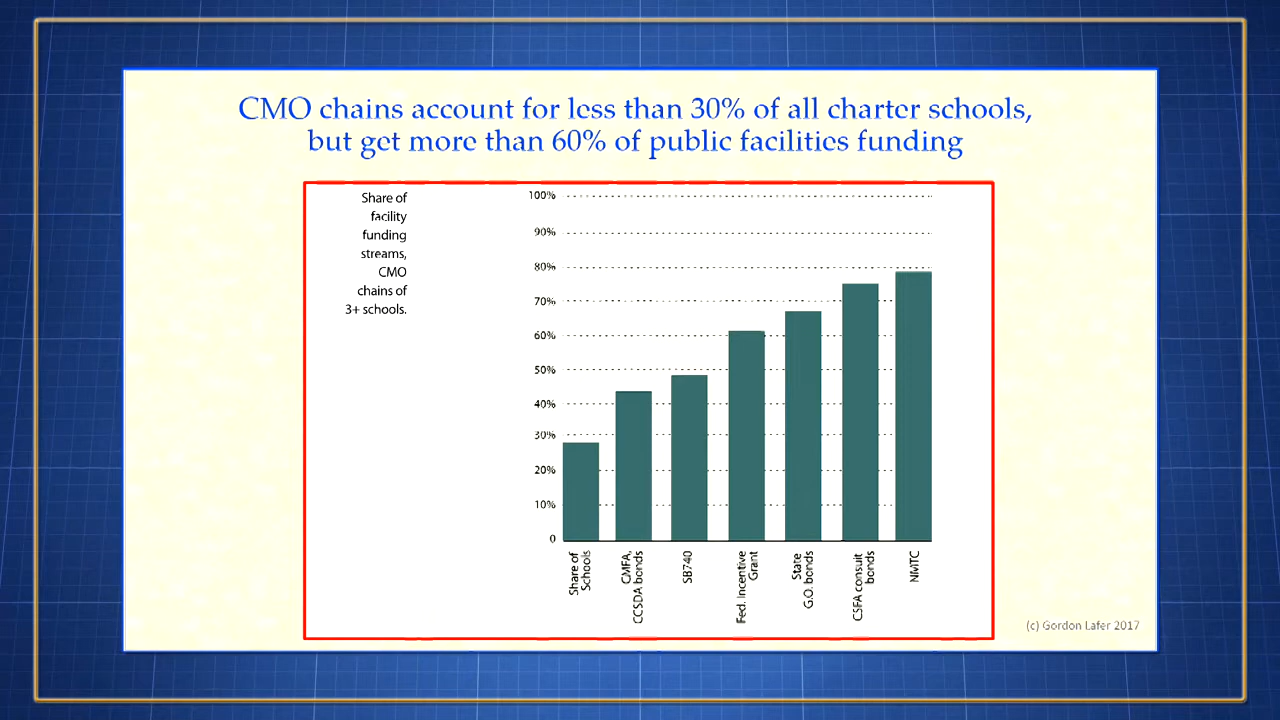 CMO chains account for less than 30% of all charter schools,
but get more than 60% of public facilities funding
Share of
facility
funding
streams,
CMO
chains of
3+ schools.
100%
90%
80%
70%
60%
50%
40%
30%
20%
10%
0
Share of
Schools
CMFA,
CCSDA bonds
SB740
Fed. Incentive
Grant
State
G.O. bonds
CSFA consuit
bonds
NMTC
(c) Gordon Lafer 2017